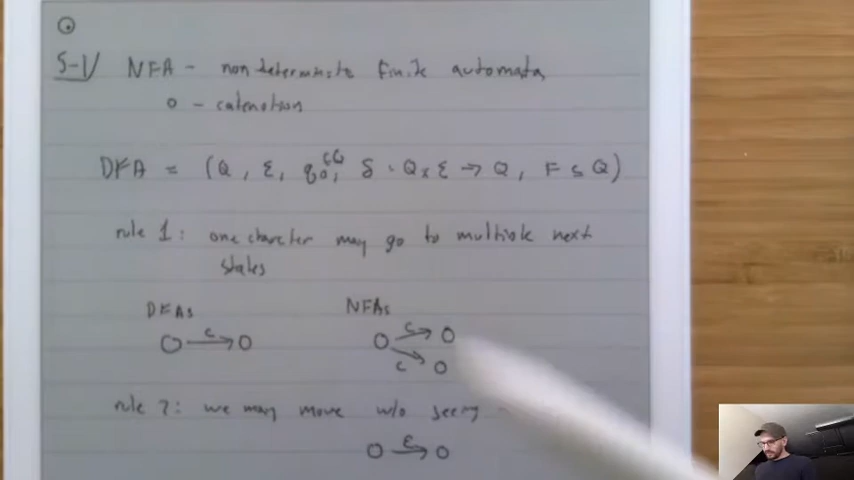 5-1/ NFA - nondeterministic finite automata
o - catenation
DFA = (Q, Σ, q₀∈Q, δ: Q×Σ → Q, F ⊆ Q)
rule 1: one character may go to multiple next
states
DFAs NFAs
c c
c
rule 2: we may move w/o seeing
ε